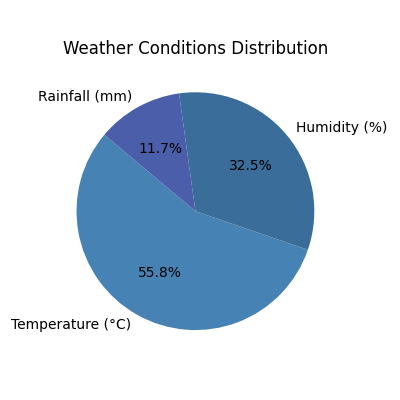 Weather Conditions Distribution
Rainfall (mm)
Humidity (%)
11.7%
32.5%
55.8%
Temperature (°C)